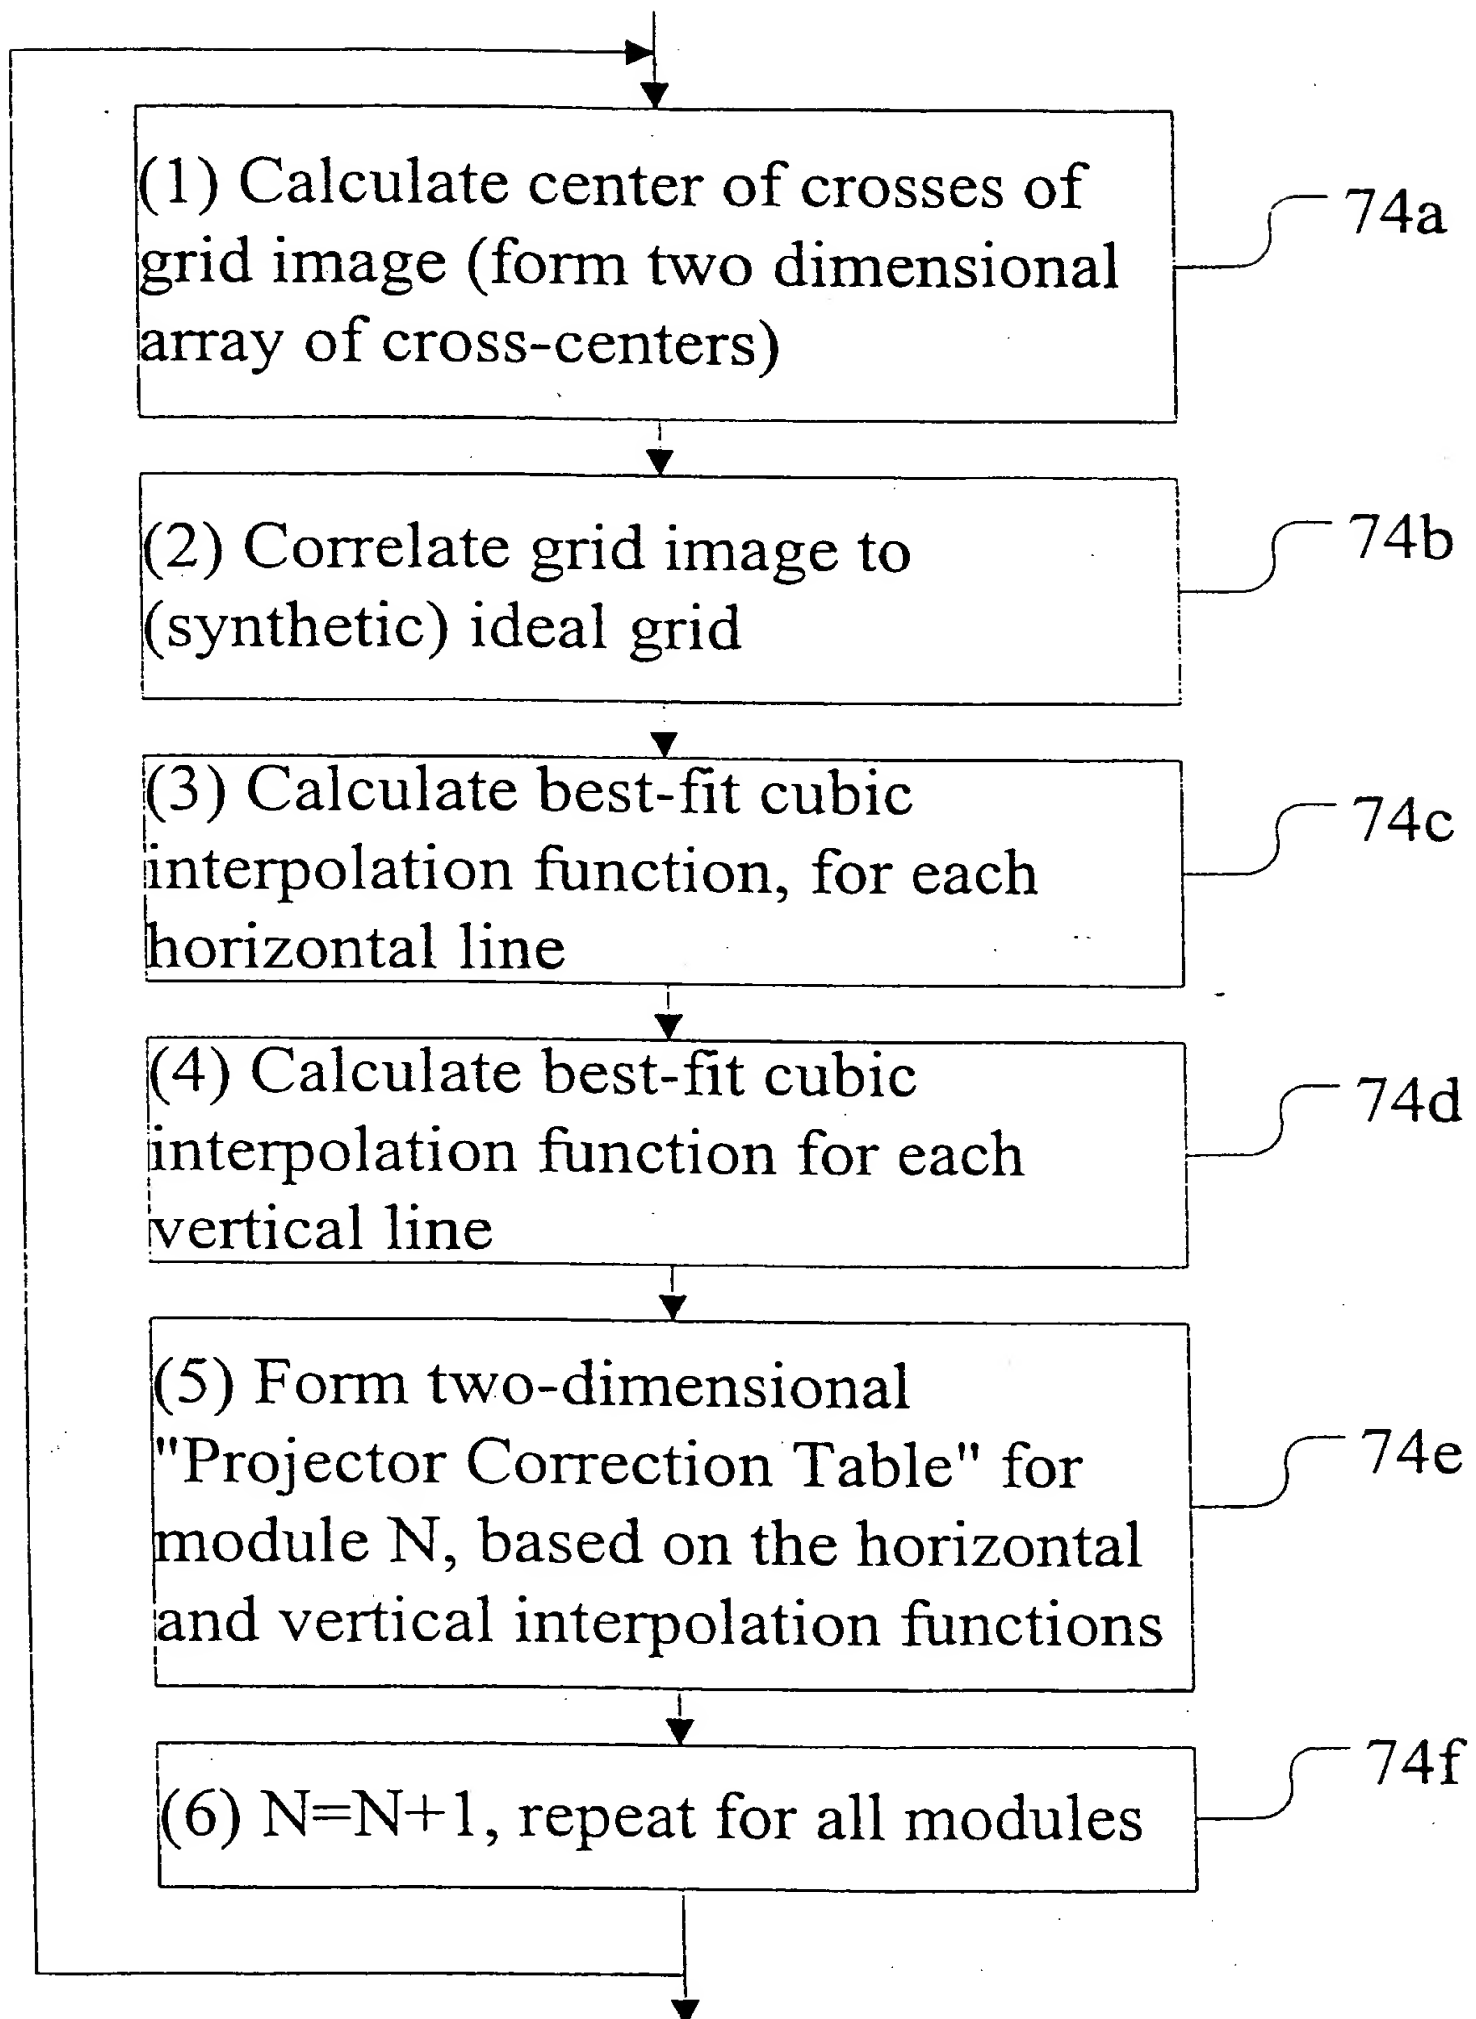 (1) Calculate center of crosses of
grid image (form two dimensional
array of cross-centers)
74a
(2) Correlate grid image to
(synthetic) ideal grid
74b
(3) Calculate best-fit cubic
interpolation function, for each
horizontal line
74c
(4) Calculate best-fit cubic
interpolation function for each
vertical line
74d
(5) Form two-dimensional
"Projector Correction Table" for
module N, based on the horizontal
and vertical interpolation functions
74e
(6) N=N+1, repeat for all modules
74f